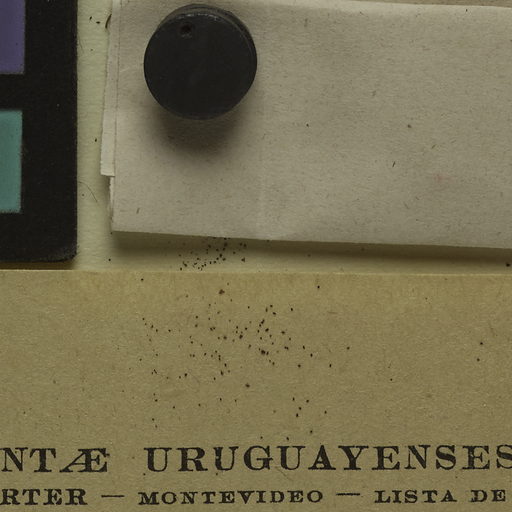 NTÆ URUGUAYENSES
RTER — MONTEVIDEO — LISTA DE